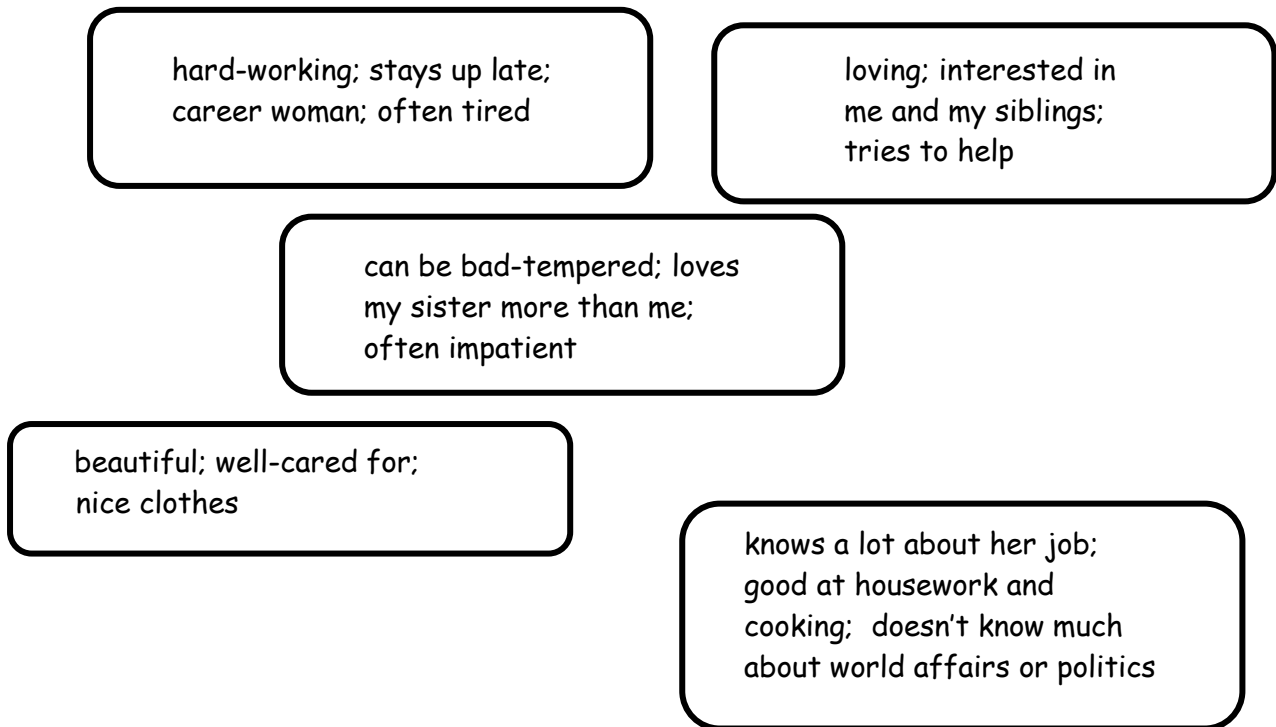 hard-working; stays up late;
career woman; often tired
loving; interested in
me and my siblings;
tries to help
can be bad-tempered; loves
my sister more than me;
often impatient
beautiful; well-cared for;
nice clothes
knows a lot about her job;
good at housework and
cooking;  doesn't know much
about world affairs or politics